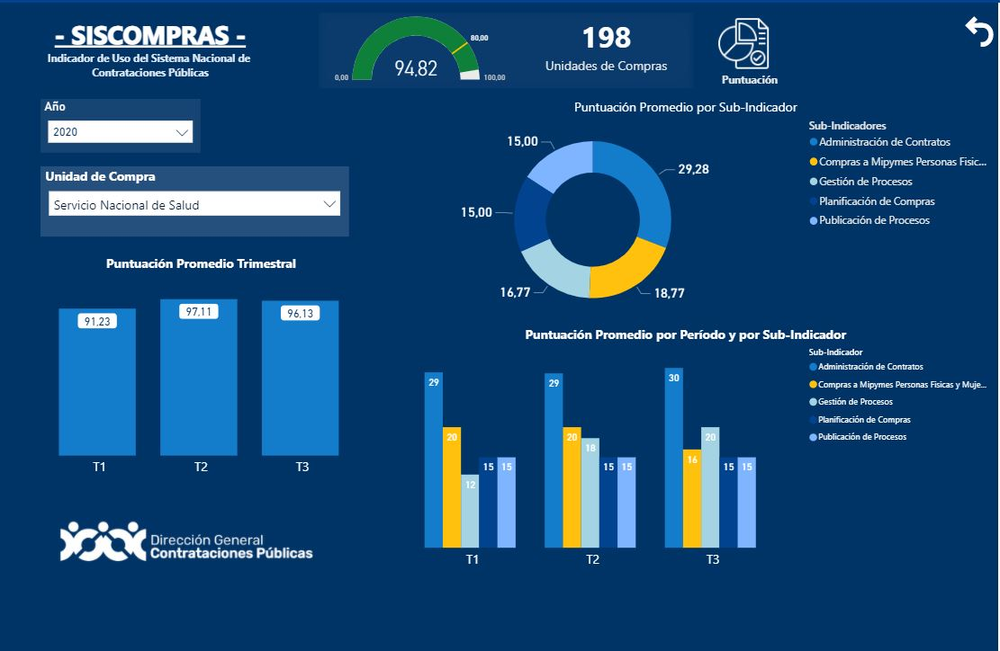 - SISCOMPRAS -
Indicador de Uso del Sistema Nacional de
Contrataciones Públicas
80,00
94,82
0,00
100,00
198
Unidades de Compras
Puntuación
Año
2020
Unidad de Compra
Servicio Nacional de Salud
Puntuación Promedio Trimestral
91,23
97,11
96,13
T1
T2
T3
Puntuación Promedio por Sub-Indicador
15,00
29,28
15,00
16,77
18,77
Sub-Indicadores
Administración de Contratos
Compras a Mipymes Personas Fisic...
Gestión de Procesos
Planificación de Compras
Publicación de Procesos
Puntuación Promedio por Período y por Sub-Indicador
29
20
12
15
15
29
20
18
15
15
30
16
20
15
15
T1
T2
T3
Sub-Indicador
Administración de Contratos
Compras a Mipymes Personas Fisicas y Muje...
Gestión de Procesos
Planificación de Compras
Publicación de Procesos
Dirección General
Contrataciones Públicas